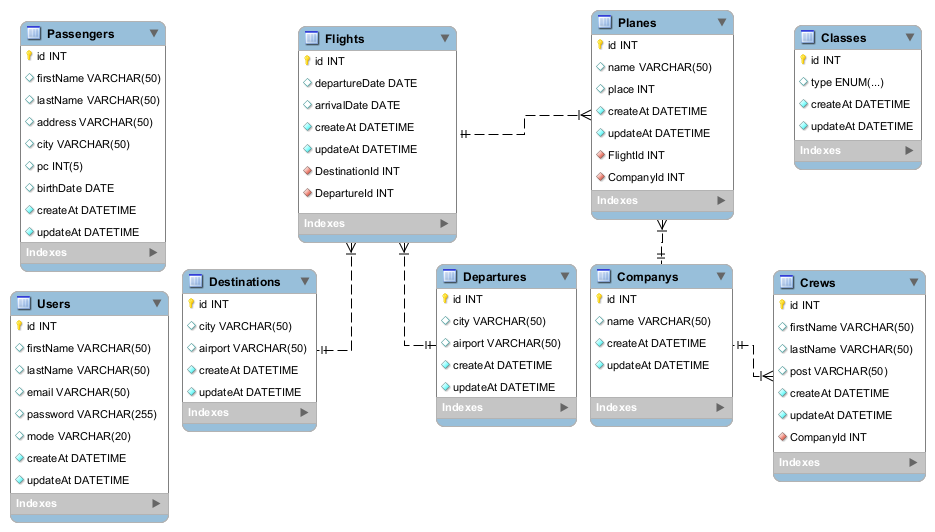 Passengers
id INT
firstName VARCHAR(50)
lastName VARCHAR(50)
address VARCHAR(50)
city VARCHAR(50)
pc INT(5)
birthDate DATE
createAt DATETIME
updateAt DATETIME
Indexes
Flights
id INT
departureDate DATE
arrivalDate DATE
createAt DATETIME
updateAt DATETIME
DestinationId INT
DepartureId INT
Indexes
Planes
id INT
name VARCHAR(50)
place INT
createAt DATETIME
updateAt DATETIME
FlightId INT
CompanyId INT
Indexes
Classes
id INT
type ENUM(...)
createAt DATETIME
updateAt DATETIME
Indexes
Users
id INT
firstName VARCHAR(50)
lastName VARCHAR(50)
email VARCHAR(50)
password VARCHAR(255)
mode VARCHAR(20)
createAt DATETIME
updateAt DATETIME
Indexes
Destinations
id INT
city VARCHAR(50)
airport VARCHAR(50)
createAt DATETIME
updateAt DATETIME
Indexes
Departures
id INT
city VARCHAR(50)
airport VARCHAR(50)
createAt DATETIME
updateAt DATETIME
Indexes
Companys
id INT
name VARCHAR(50)
createAt DATETIME
updateAt DATETIME
Indexes
Crews
id INT
firstName VARCHAR(50)
lastName VARCHAR(50)
post VARCHAR(50)
createAt DATETIME
updateAt DATETIME
CompanyId INT
Indexes